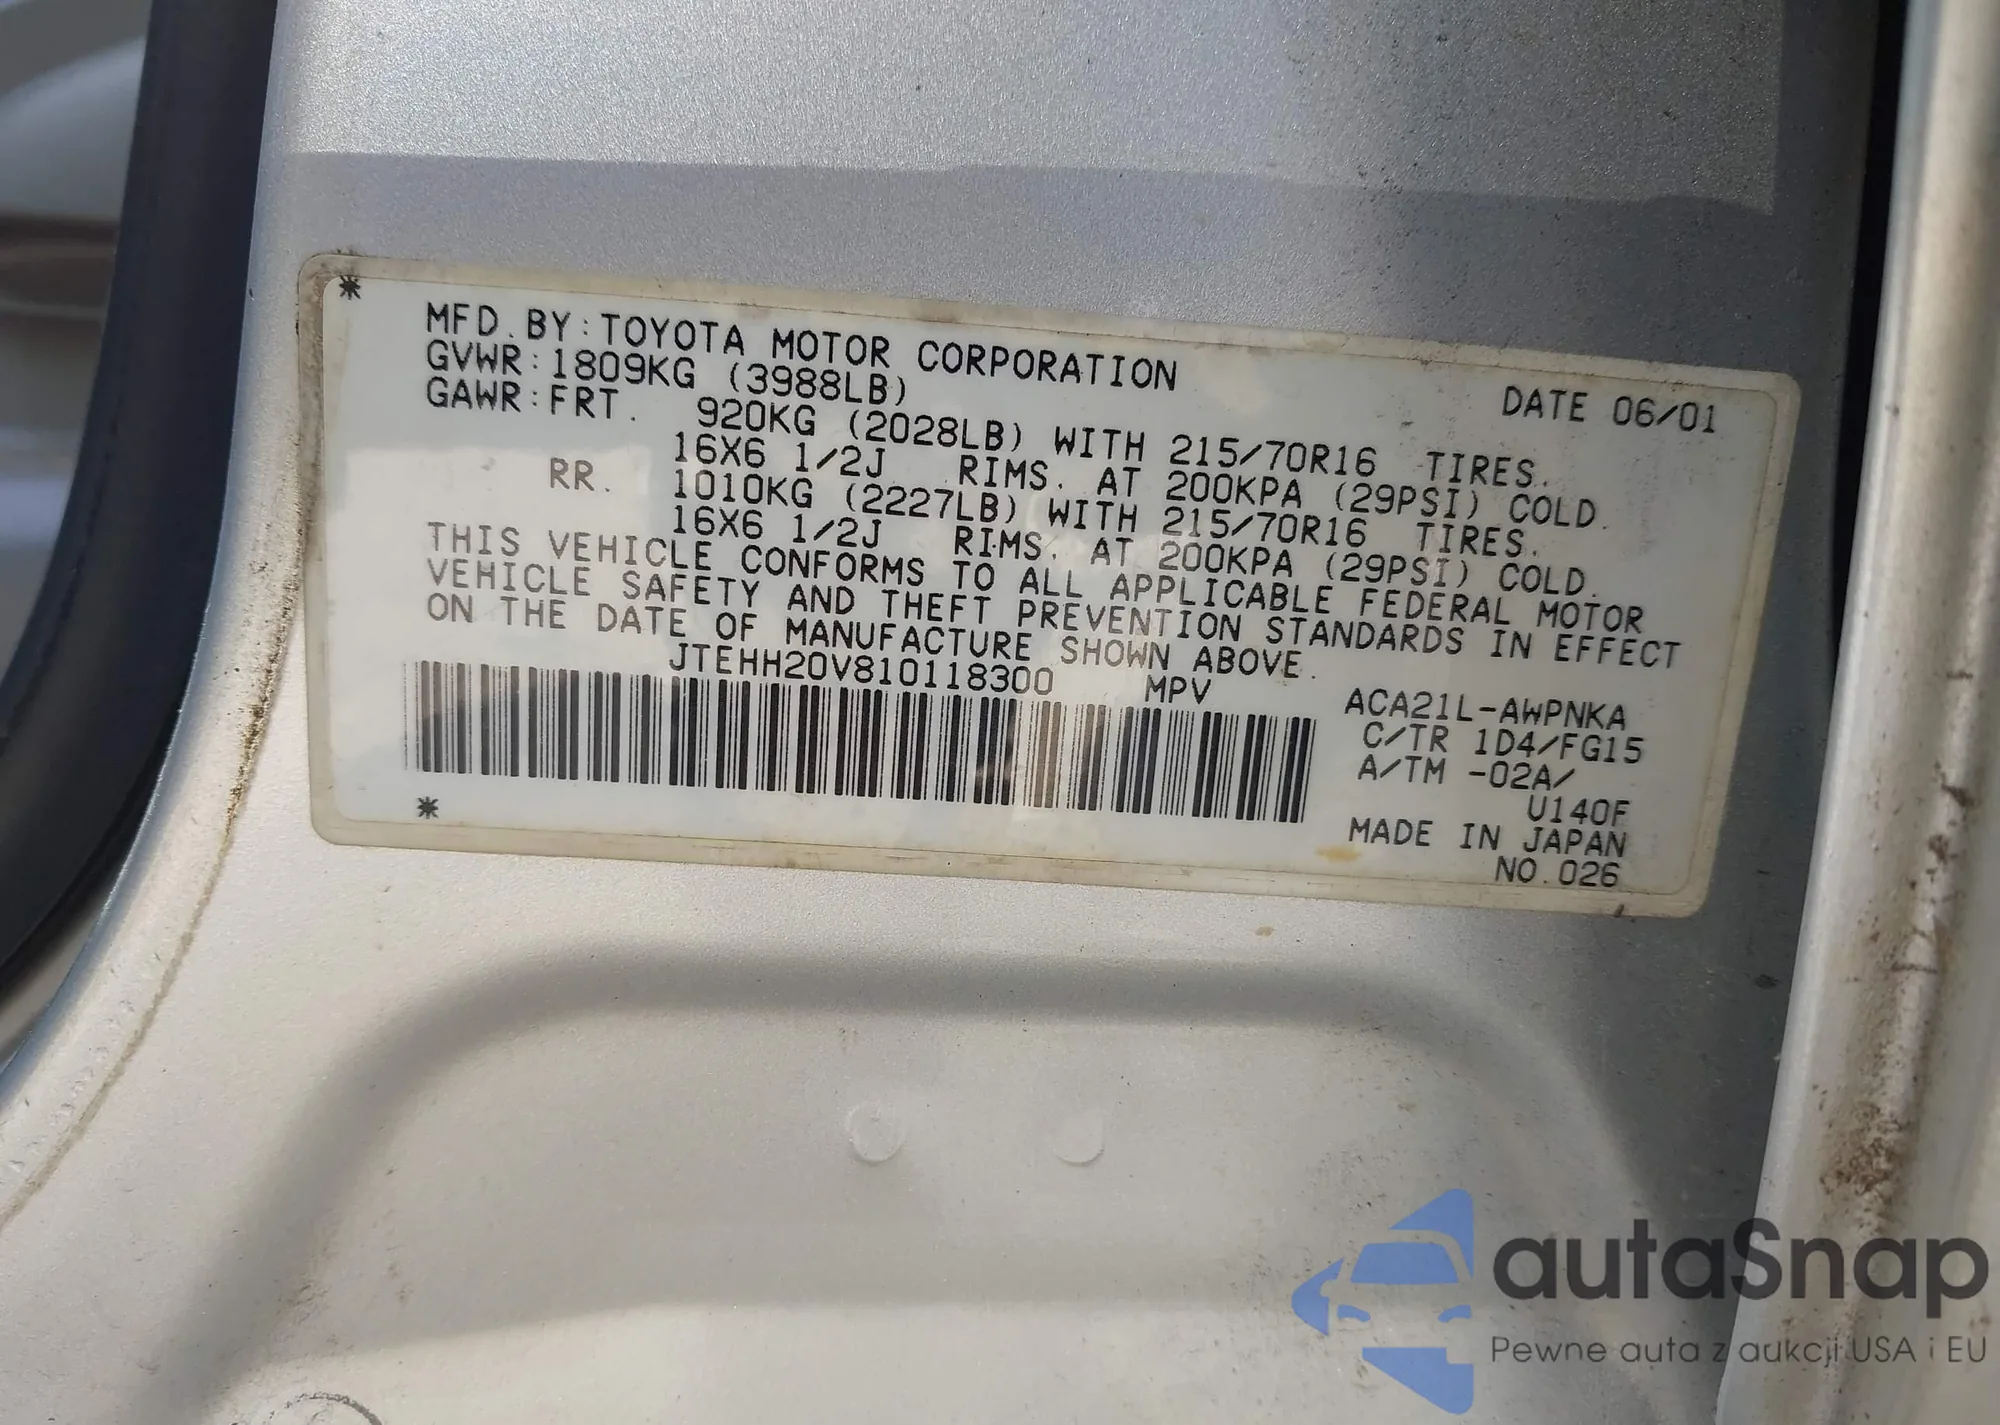 MFD.BY:TOYOTA MOTOR CORPORATION DATE 06/01
GVWR:1809KG (3988LB)
GAWR:FRT. 920KG (2028LB) WITH 215/70R16 TIRES.
16X6 1/2J RIMS. AT 200KPA (29PSI) COLD.
RR. 1010KG (2227LB) WITH 215/70R16 TIRES.
16X6 1/2J RIMS. AT 200KPA (29PSI) COLD.
THIS VEHICLE CONFORMS TO ALL APPLICABLE FEDERAL MOTOR
VEHICLE SAFETY AND THEFT PREVENTION STANDARDS IN EFFECT
ON THE DATE OF MANUFACTURE SHOWN ABOVE.
JTEHH20V810118300 MPV
ACA21L-AWPNKA
C/TR 1D4/FG15
A/TM -02A/
U140F
MADE IN JAPAN
NO.026
autaSnap
Pewne auta z aukcji USA i EU